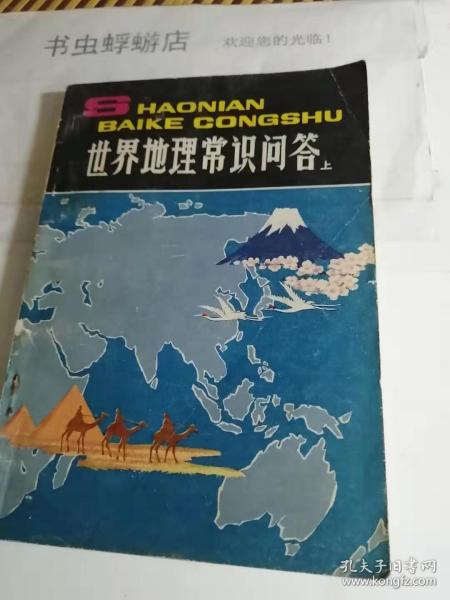 书虫蜉蝣店 欢迎您的光临!
SHAONIAN
BAIKE CONGSHU
世界地理常识问答 上
孔夫子旧书网
www.kongfz.com